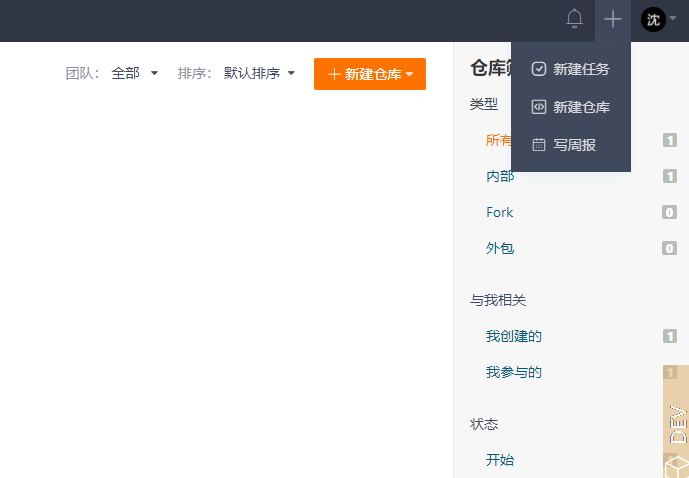 沈
团队： 全部 排序： 默认排序 新建仓库
新建任务
新建仓库
写周报
仓库
类型
所有 1
内部 1
Fork 0
外包 0
与我相关
我创建的 1
我参与的 1
状态
开始
DEV